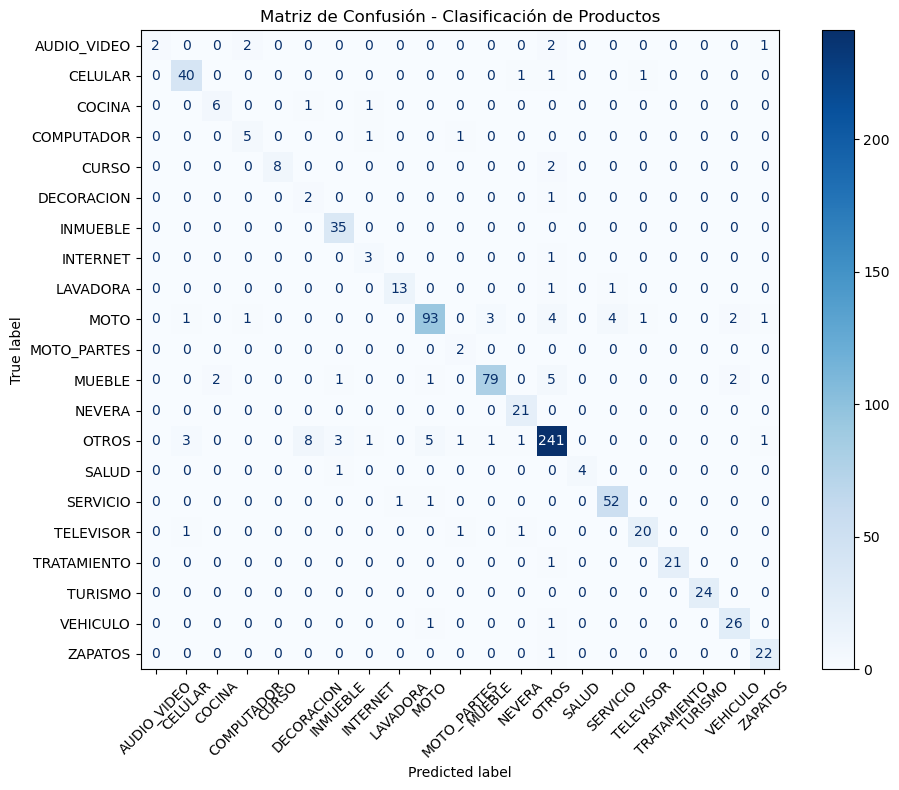 Matriz de Confusión - Clasificación de Productos
AUDIO_VIDEO 2 0 0 2 0 0 0 0 0 0 0 0 0 2 0 0 0 0 0 0 1
CELULAR 0 40 0 0 0 0 0 0 0 0 0 0 1 1 0 0 1 0 0 0 0
COCINA 0 0 6 0 0 1 0 1 0 0 0 0 0 0 0 0 0 0 0 0 0
COMPUTADOR 0 0 0 5 0 0 0 1 0 0 1 0 0 0 0 0 0 0 0 0 0
CURSO 0 0 0 0 8 0 0 0 0 0 0 0 0 2 0 0 0 0 0 0 0
DECORACION 0 0 0 0 0 2 0 0 0 0 0 0 0 1 0 0 0 0 0 0 0
INMUEBLE 0 0 0 0 0 0 35 0 0 0 0 0 0 0 0 0 0 0 0 0 0
INTERNET 0 0 0 0 0 0 0 3 0 0 0 0 0 1 0 0 0 0 0 0 0
LAVADORA 0 0 0 0 0 0 0 0 13 0 0 0 0 1 0 1 0 0 0 0 0
MOTO 0 1 0 1 0 0 0 0 0 93 0 3 0 4 0 4 1 0 0 2 1
MOTO_PARTES 0 0 0 0 0 0 0 0 0 0 2 0 0 0 0 0 0 0 0 0 0
MUEBLE 0 0 2 0 0 0 1 0 0 1 0 79 0 5 0 0 0 0 0 2 0
NEVERA 0 0 0 0 0 0 0 0 0 0 0 0 21 0 0 0 0 0 0 0 0
OTROS 0 3 0 0 0 8 3 1 0 5 1 1 1 241 0 0 0 0 0 0 1
SALUD 0 0 0 0 0 0 1 0 0 0 0 0 0 0 4 0 0 0 0 0 0
SERVICIO 0 0 0 0 0 0 0 0 1 1 0 0 0 0 0 52 0 0 0 0 0
TELEVISOR 0 1 0 0 0 0 0 0 0 0 1 0 1 0 0 0 20 0 0 0 0
TRATAMIENTO 0 0 0 0 0 0 0 0 0 0 0 0 0 1 0 0 0 21 0 0 0
TURISMO 0 0 0 0 0 0 0 0 0 0 0 0 0 0 0 0 0 0 24 0 0
VEHICULO 0 0 0 0 0 0 0 0 0 1 0 0 0 1 0 0 0 0 0 26 0
ZAPATOS 0 0 0 0 0 0 0 0 0 0 0 0 0 1 0 0 0 0 0 0 22
True label
AUDIO_VIDEO
CELULAR
COCINA
COMPUTADOR
CURSO
DECORACION
INMUEBLE
INTERNET
LAVADORA
MOTO
MOTO_PARTES
MUEBLE
NEVERA
OTROS
SALUD
SERVICIO
TELEVISOR
TRATAMIENTO
TURISMO
VEHICULO
ZAPATOS
Predicted label
200
150
100
50
0